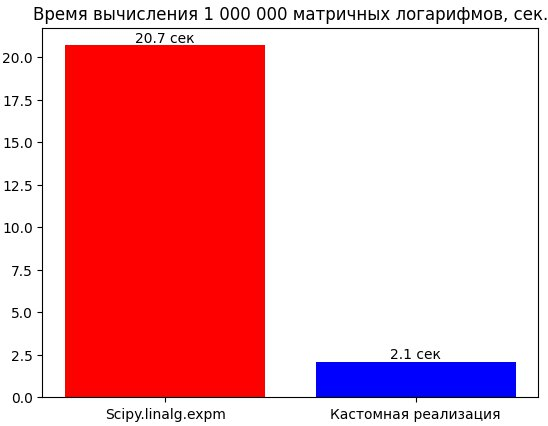 Время вычисления 1 000 000 матричных логарифмов, сек.
20.7 сек
20.0
17.5
15.0
12.5
10.0
7.5
5.0
2.5
2.1 сек
0.0
Scipy.linalg.expm
Кастомная реализация